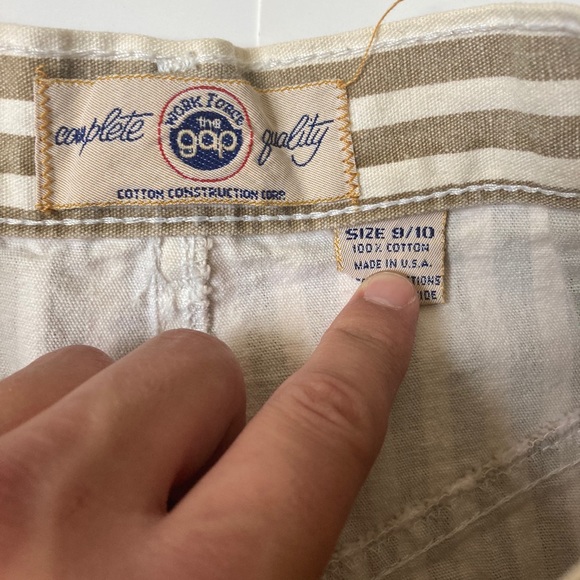 complete WORK FORCE quality
the
gap
COTTON CONSTRUCTION CORP.
SIZE 9/10
100% COTTON
MADE IN U.S.A.